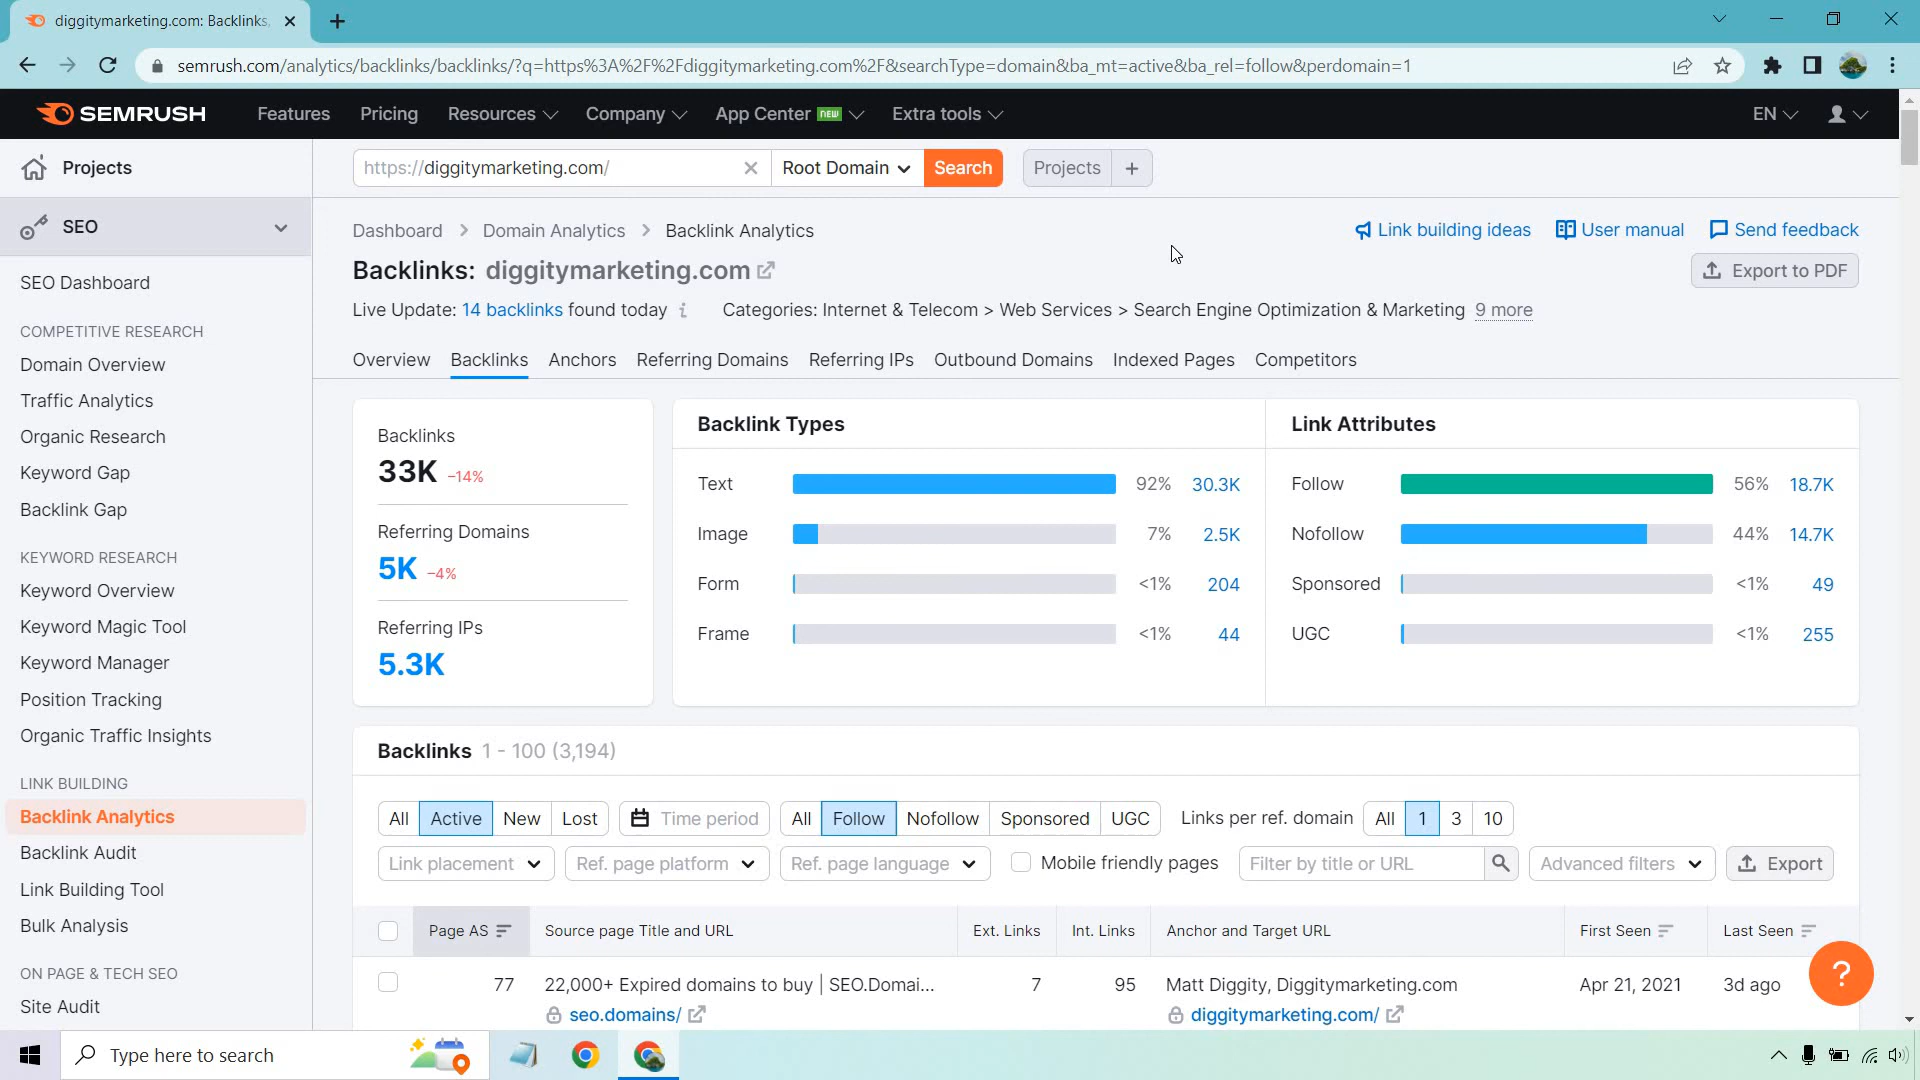 diggitymarketing.com: Backlinks,
semrush.com/analytics/backlinks/backlinks/?q=https%3A%2F%2Fdiggitymarketing.com%2F&searchType=domain&ba_mt=active&ba_rel=follow&perdomain=1
SEMRUSH Features Pricing Resources Company App Center NEW Extra tools EN
Projects
https://diggitymarketing.com/ Root Domain Search Projects +
SEO
Dashboard > Domain Analytics > Backlink Analytics
Link building ideas User manual Send feedback
Backlinks: diggitymarketing.com
Export to PDF
Live Update: 14 backlinks found today i Categories: Internet & Telecom > Web Services > Search Engine Optimization & Marketing 9 more
Overview Backlinks Anchors Referring Domains Referring IPs Outbound Domains Indexed Pages Competitors
SEO Dashboard
COMPETITIVE RESEARCH
Domain Overview
Traffic Analytics
Organic Research
Keyword Gap
Backlink Gap
KEYWORD RESEARCH
Keyword Overview
Keyword Magic Tool
Keyword Manager
Position Tracking
Organic Traffic Insights
LINK BUILDING
Backlink Analytics
Backlink Audit
Link Building Tool
Bulk Analysis
ON PAGE & TECH SEO
Site Audit
Backlinks
33K -14%
Referring Domains
5K -4%
Referring IPs
5.3K
Backlink Types
Text 92% 30.3K
Image 7% 2.5K
Form <1% 204
Frame <1% 44
Link Attributes
Follow 56% 18.7K
Nofollow 44% 14.7K
Sponsored <1% 49
UGC <1% 255
Backlinks 1 - 100 (3,194)
All Active New Lost Time period All Follow Nofollow Sponsored UGC Links per ref. domain All 1 3 10
Link placement Ref. page platform Ref. page language Mobile friendly pages Filter by title or URL Advanced filters Export
Page AS Source page Title and URL Ext. Links Int. Links Anchor and Target URL First Seen Last Seen
77 22,000+ Expired domains to buy | SEO.Domai... 7 95 Matt Diggity, Diggitymarketing.com Apr 21, 2021 3d ago
seo.domains/ diggitymarketing.com/
?
Type here to search